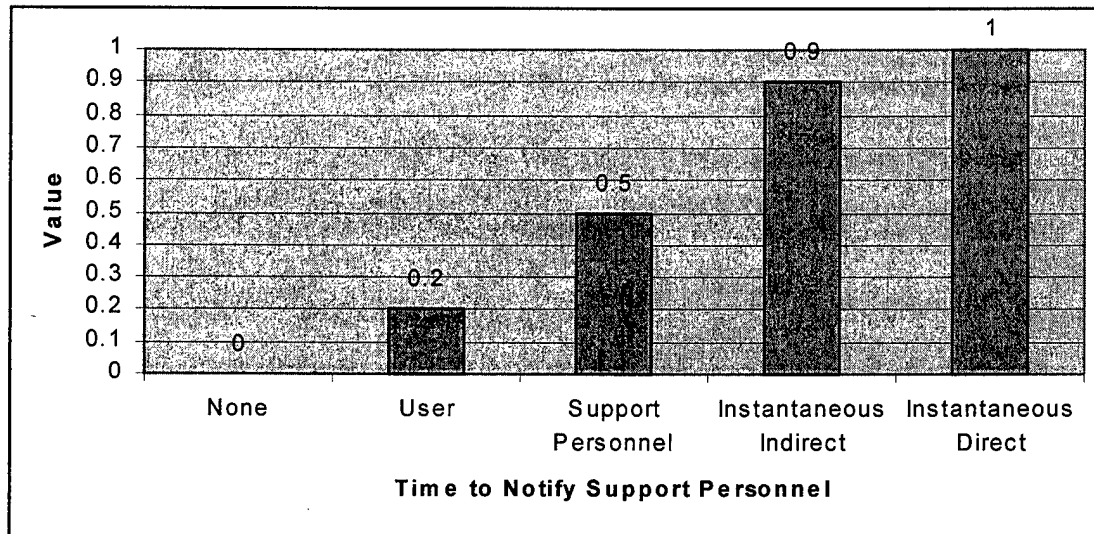 1
0.9
0.8
0.7
0.6
0.5
0.4
0.3
0.2
0.1
0
Value
0
0.2
0.5
0.9
1
None
User
Support
Personnel
Instantaneous
Indirect
Instantaneous
Direct
Time to Notify Support Personnel